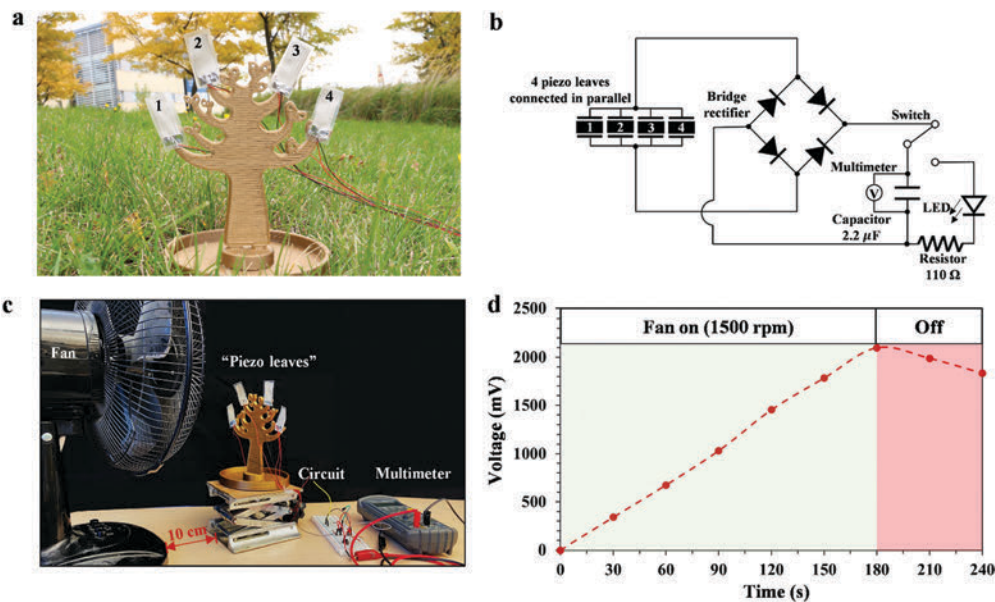 a
2
3
1
4
b
4 piezo leaves
connected in parallel
Bridge
rectifier
1 2 3 4
Switch
Multimeter
V
LED
Capacitor
2.2 μF
Resistor
110 Ω
c
Fan
"Piezo leaves"
Circuit
Multimeter
10 cm
d
Fan on (1500 rpm)
Off
Voltage (mV)
2500
2000
1500
1000
500
0
0 30 60 90 120 150 180 210 240
Time (s)